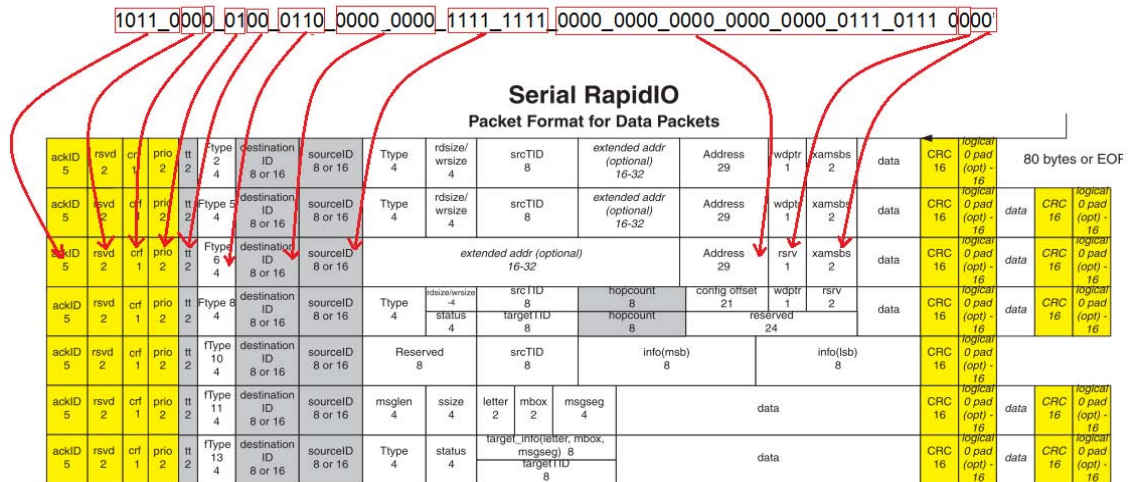 1011_0000_0100_0110_0000_0000_1111_1111_0000_0000_0000_0000_0000_0111_0111 0000'
Serial RapidIO
Packet Format for Data Packets
80 bytes or EOF
ackID 5 rsvd 2 crf 1 prio 2 tt 2 Ftype 2 4 destination ID 8 or 16 sourceID 8 or 16 Ttype 4 rdsize/ wrsize 4 srcTID 8 extended addr (optional) 16-32 Address 29 wdptr 1 xamsbs 2 data CRC 16 logical 0 pad (opt) - 16
ackID 5 rsvd 2 crf 1 prio 2 tt 2 Ftype 5 4 destination ID 8 or 16 sourceID 8 or 16 Ttype 4 rdsize/ wrsize 4 srcTID 8 extended addr (optional) 16-32 Address 29 wdptr 1 xamsbs 2 data CRC 16 logical 0 pad (opt) - 16 data CRC 16 logical 0 pad (opt) - 16
ackID 5 rsvd 2 crf 1 prio 2 tt 2 Ftype 6 4 destination ID 8 or 16 sourceID 8 or 16 extended addr (optional) 16-32 Address 29 rsrv 1 xamsbs 2 data CRC 16 logical 0 pad (opt) - 16 data CRC 16 logical 0 pad (opt) - 16
ackID 5 rsvd 2 crf 1 prio 2 tt 2 Ftype 8 4 destination ID 8 or 16 sourceID 8 or 16 Ttype 4 rdsize/wrsize -4 srcTID 8 hopcount 8 config offset 21 wdptr 1 rsrv 2 status 4 targetTID 8 hopcount 8 reserved 24 data CRC 16 logical 0 pad (opt) - 16 data CRC 16 logical 0 pad (opt) - 16
ackID 5 rsvd 2 crf 1 prio 2 tt 2 fType 10 4 destination ID 8 or 16 sourceID 8 or 16 Reserved 8 srcTID 8 info(msb) 8 info(lsb) 8 CRC 16 logical 0 pad (opt) - 16
ackID 5 rsvd 2 crf 1 prio 2 tt 2 fType 11 4 destination ID 8 or 16 sourceID 8 or 16 msglen 4 ssize 4 letter 2 mbox 2 msgseg 4 data CRC 16 logical 0 pad (opt) - 16 data CRC 16 logical 0 pad (opt) - 16
ackID 5 rsvd 2 crf 1 prio 2 tt 2 fType 13 4 destination ID 8 or 16 sourceID 8 or 16 Ttype 4 status 4 target_info(letter, mbox, msgseg) 8 targetTID 8 data CRC 16 logical 0 pad (opt) - 16 data CRC 16 logical 0 pad (opt) - 16